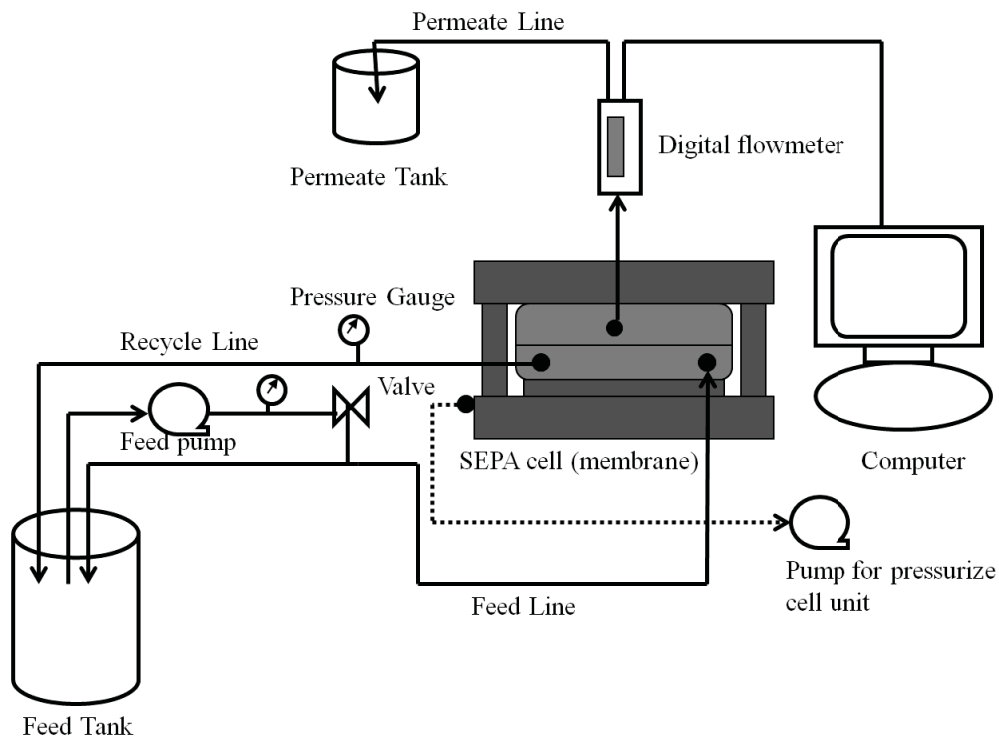 Permeate Line
Digital flowmeter
Permeate Tank
Pressure Gauge
Recycle Line
Valve
Feed pump
SEPA cell (membrane)
Computer
Pump for pressurize
cell unit
Feed Line
Feed Tank